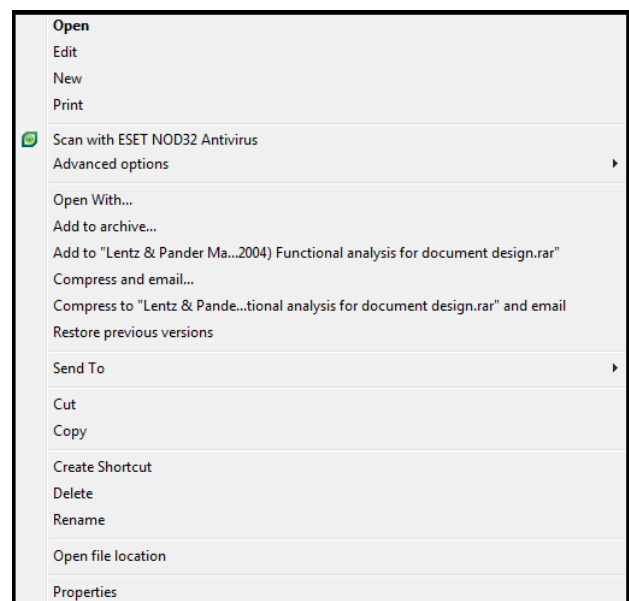 Open
Edit
New
Print
Scan with ESET NOD32 Antivirus
Advanced options
Open With...
Add to archive...
Add to "Lentz & Pander Ma...2004) Functional analysis for document design.rar"
Compress and email...
Compress to "Lentz & Pande...tional analysis for document design.rar" and email
Restore previous versions
Send To
Cut
Copy
Create Shortcut
Delete
Rename
Open file location
Properties